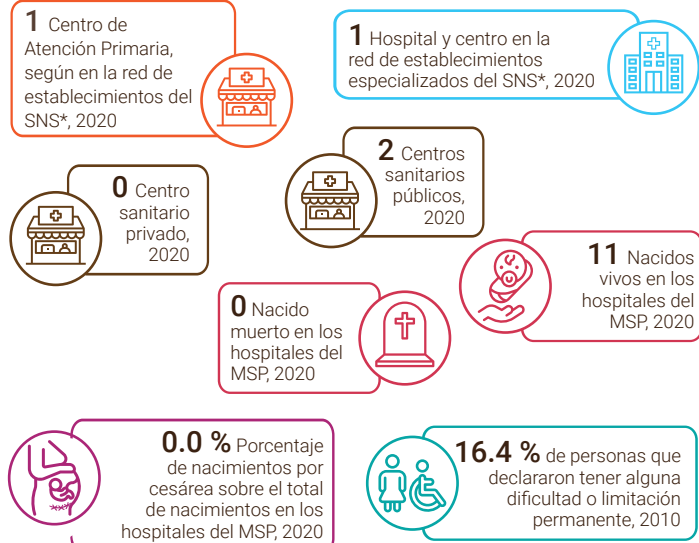 1 Centro de
Atención Primaria,
según en la red de
establecimientos del
SNS*, 2020
1 Hospital y centro en la
red de establecimientos
especializados del SNS*, 2020
0 Centro
sanitario
privado,
2020
2 Centros
sanitarios
públicos,
2020
11 Nacidos
vivos en los
hospitales del
MSP, 2020
0 Nacido
muerto en los
hospitales del
MSP, 2020
0.0 % Porcentaje
de nacimientos por
cesárea sobre el total
de nacimientos en los
hospitales del MSP, 2020
16.4 % de personas que
declararon tener alguna
dificultad o limitación
permanente, 2010